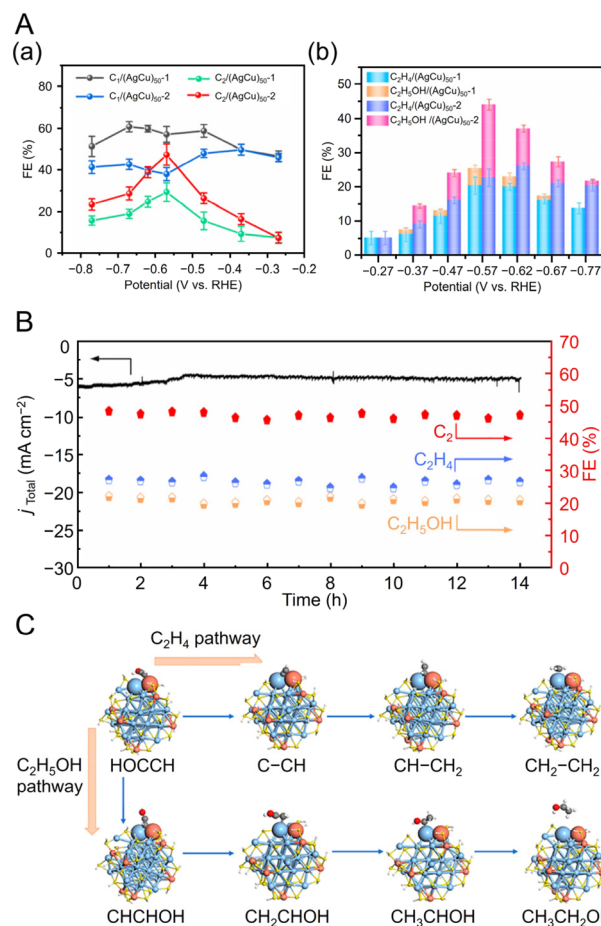 A
(a)
(b)
C₁/(AgCu)₅₀-1
C₂/(AgCu)₅₀-1
C₁/(AgCu)₅₀-2
C₂/(AgCu)₅₀-2
FE (%)
80
60
40
20
0
−0.8
−0.7
−0.6
−0.5
−0.4
−0.3
−0.2
Potential (V vs. RHE)
C₂H₄/(AgCu)₅₀-1
C₂H₅OH/(AgCu)₅₀-1
C₂H₄/(AgCu)₅₀-2
C₂H₅OH /(AgCu)₅₀-2
FE (%)
50
40
30
20
10
0
−0.27
−0.37
−0.47
−0.57
−0.62
−0.67
−0.77
Potential (V vs. RHE)
B
j Total (mA cm⁻²)
0
−5
−10
−15
−20
−25
−30
C₂
C₂H₄
C₂H₅OH
70
60
50
40
30
20
10
0
FE (%)
0
2
4
6
8
10
12
14
Time (h)
C
C₂H₄ pathway
C₂H₅OH
pathway
HOCCH
C−CH
CH−CH₂
CH₂−CH₂
CHCHOH
CH₂CHOH
CH₃CHOH
CH₃CH₂O